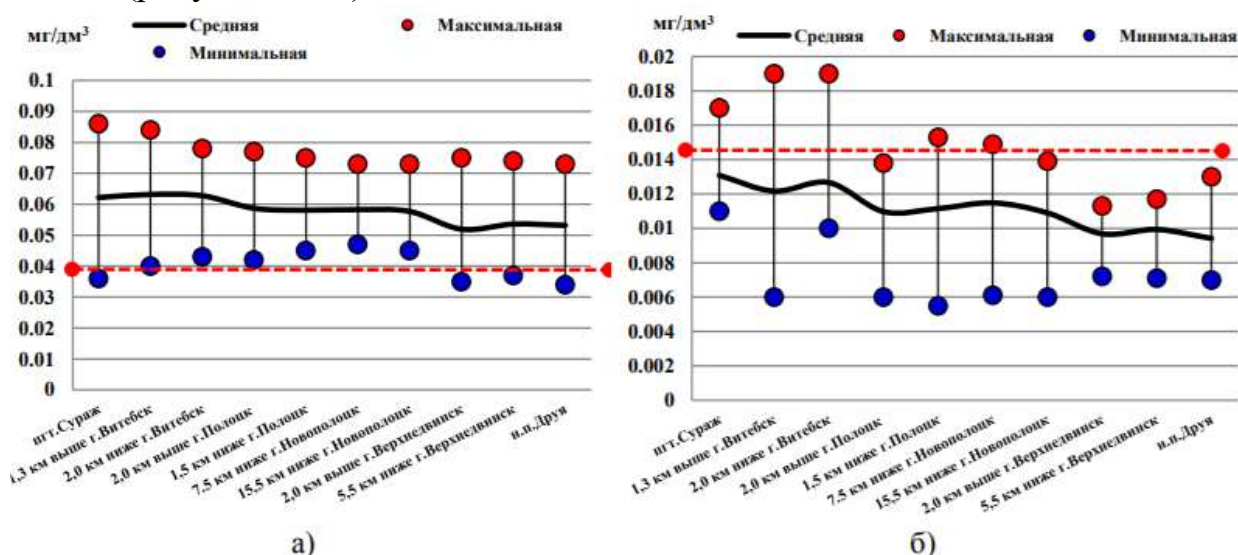 мг/дм³
Средняя
Максимальная
Минимальная
0.1
0.09
0.08
0.07
0.06
0.05
0.04
0.03
0.02
0.01
0
пгт.Сураж
1,3 км выше г.Витебск
2,0 км ниже г.Витебск
2,0 км выше г.Полоцк
1,5 км ниже г.Полоцк
7.5 км ниже г.Новополоцк
15,5 км ниже г.Новополоцк
2,0 км выше г.Верхнедвинск
5,5 км ниже г.Верхнедвинск
н.п.Друя
а)
мг/дм³
Средняя
Максимальная
Минимальная
0.02
0.018
0.016
0.014
0.012
0.01
0.008
0.006
0.004
0.002
0
пгт.Сураж
1,3 км выше г.Витебск
2,0 км ниже г.Витебск
2,0 км выше г.Полоцк
1,5 км ниже г.Полоцк
7.5 км ниже г.Новополоцк
15,5 км ниже г.Новополоцк
2,0 км выше г.Верхнедвинск
5,5 км ниже г.Верхнедвинск
н.п.Друя
б)